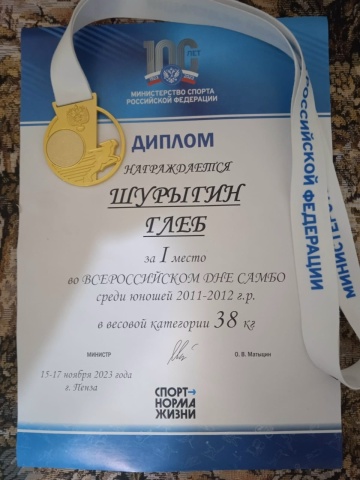 100 ЛЕТ
МИНИСТЕРСТВО СПОРТА
РОССИЙСКОЙ ФЕДЕРАЦИИ
ДИПЛОМ
НАГРАЖДАЕТСЯ
ШУРЫГИН
ГЛЕБ
за I место
во ВСЕРОССИЙСКОМ ДНЕ САМБО
среди юношей 2011-2012 г.р.
в весовой категории 38 кг
МИНИСТР
О. В. Матыцин
15-17 ноября 2023 года
г. Пенза
СПОРТ
НОРМА
ЖИЗНИ
РОССИЙСКОЙ ФЕДЕРАЦИИ